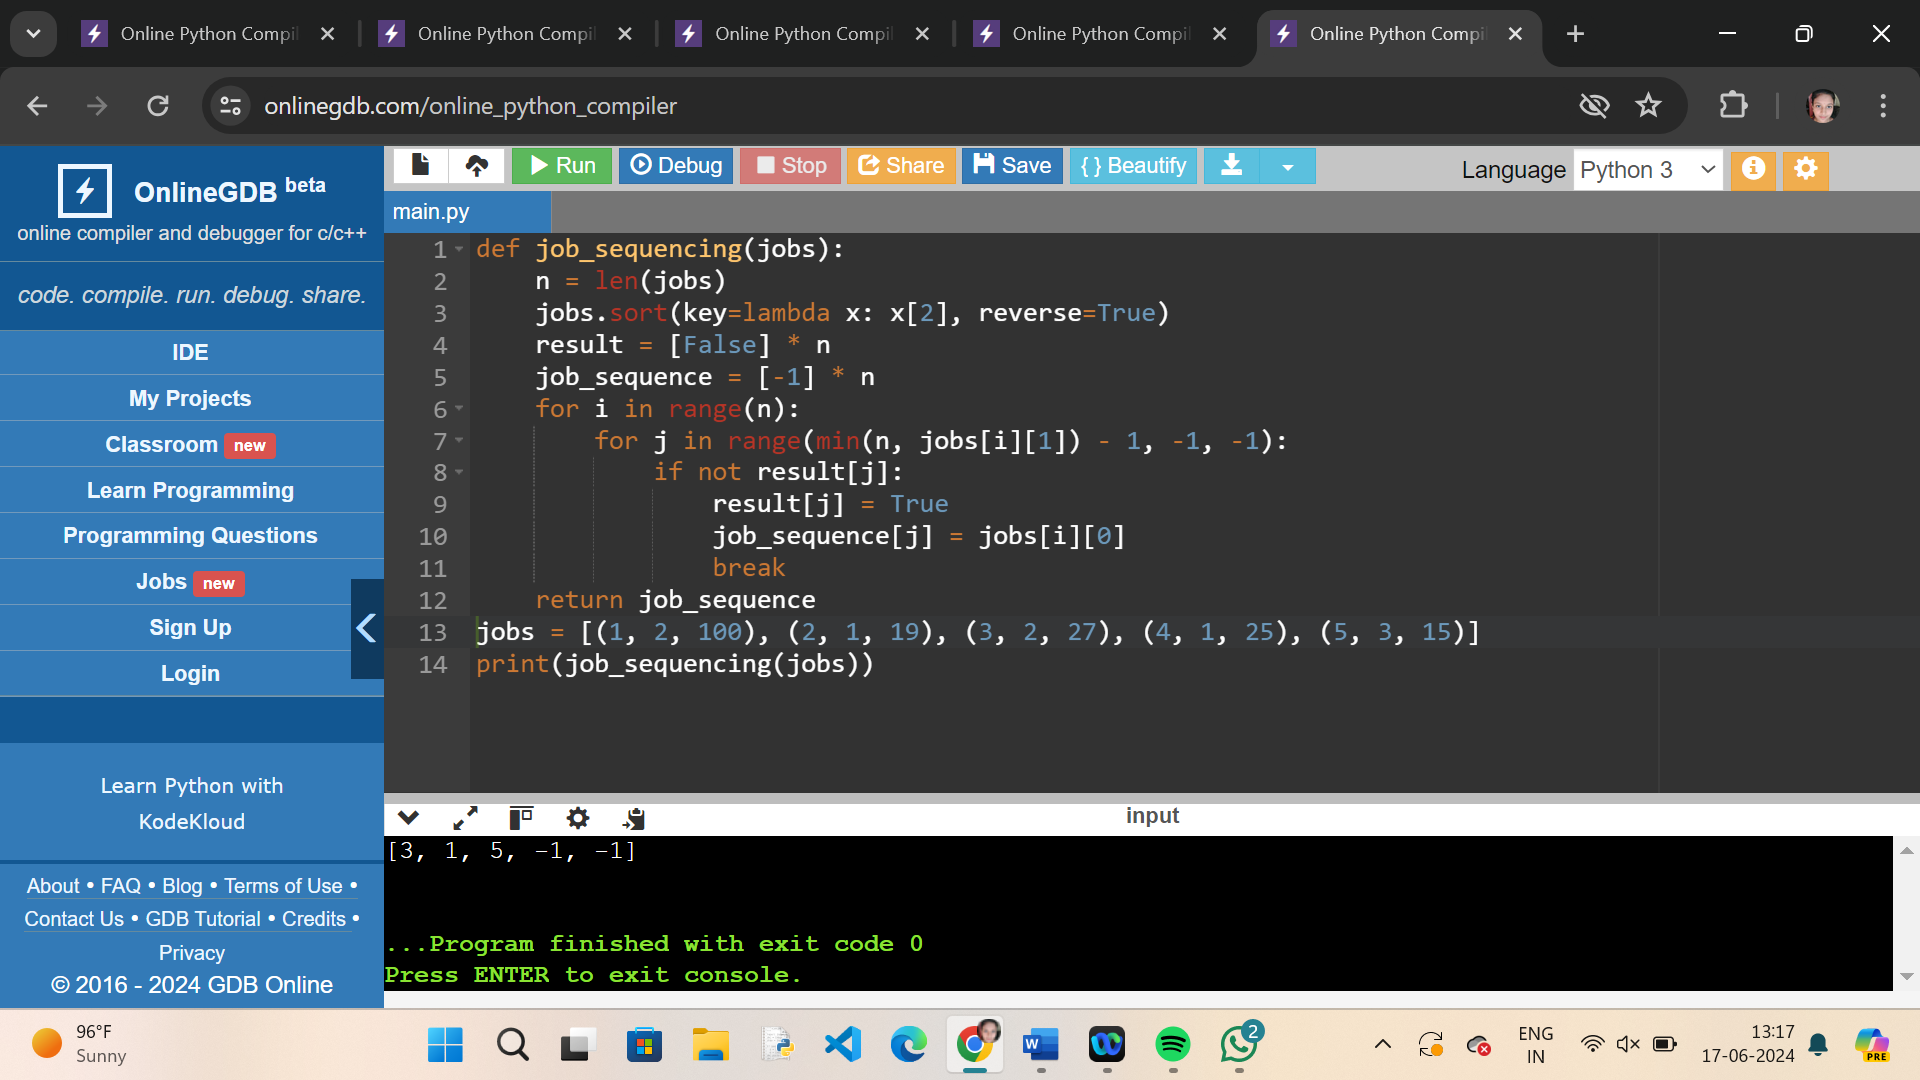 Online Python Compil
Online Python Compil
Online Python Compil
Online Python Compil
Online Python Compi
onlinegdb.com/online_python_compiler
OnlineGDB beta
online compiler and debugger for c/c++
code. compile. run. debug. share.
IDE
My Projects
Classroom new
Learn Programming
Programming Questions
Jobs new
Sign Up
Login
Learn Python with
KodeKloud
About • FAQ • Blog • Terms of Use •
Contact Us • GDB Tutorial • Credits •
Privacy
© 2016 - 2024 GDB Online
Run Debug Stop Share Save {} Beautify
Language Python 3
main.py
1 def job_sequencing(jobs):
2     n = len(jobs)
3     jobs.sort(key=lambda x: x[2], reverse=True)
4     result = [False] * n
5     job_sequence = [-1] * n
6     for i in range(n):
7         for j in range(min(n, jobs[i][1]) - 1, -1, -1):
8             if not result[j]:
9                 result[j] = True
10                 job_sequence[j] = jobs[i][0]
11                 break
12     return job_sequence
13 jobs = [(1, 2, 100), (2, 1, 19), (3, 2, 27), (4, 1, 25), (5, 3, 15)]
14 print(job_sequencing(jobs))
input
[3, 1, 5, -1, -1]
...Program finished with exit code 0
Press ENTER to exit console.
96°F
Sunny
W
2
ENG
IN
13:17
17-06-2024
PRE